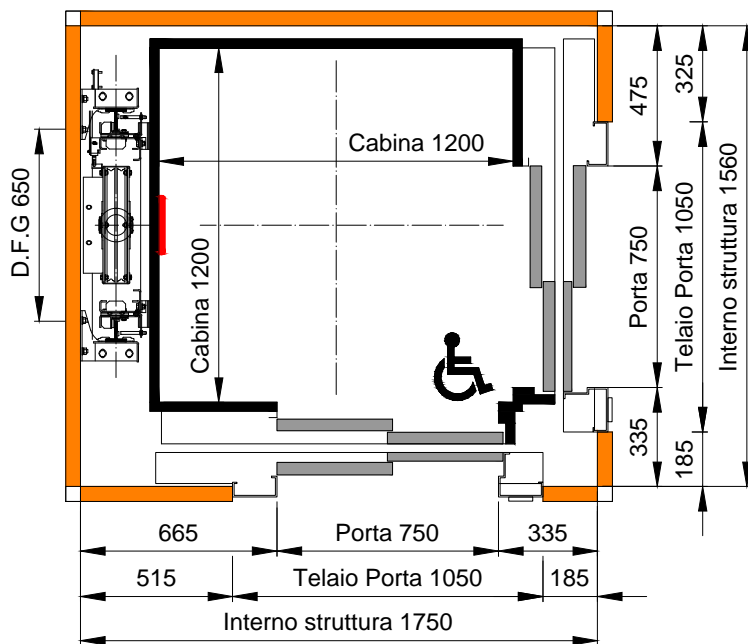 475
325
Cabina 1200
D.F.G 650
Cabina 1200
Porta 750
Telaio Porta 1050
Interno struttura 1560
335
185
665
Porta 750
335
515
Telaio Porta 1050
185
Interno struttura 1750